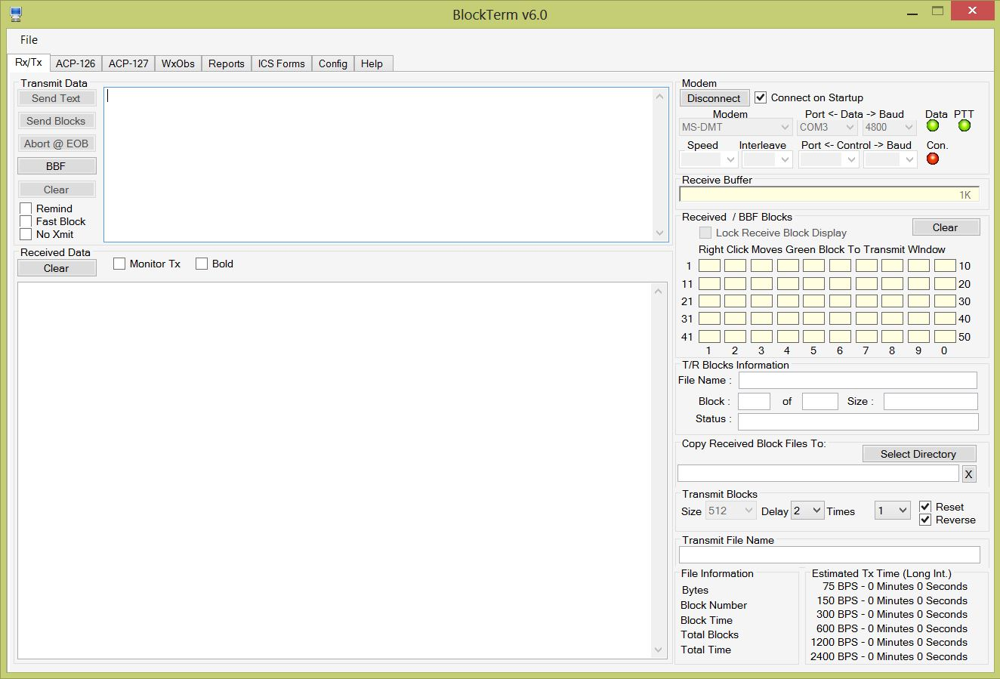 BlockTerm v6.0
File
Rx/Tx ACP-126 ACP-127 WxObs Reports ICS Forms Config Help
Transmit Data
Send Text
Send Blocks
Abort @ EOB
BBF
Clear
Remind
Fast Block
No Xmit
Received Data
Clear Monitor Tx Bold
Modem
Disconnect Connect on Startup
Modem Port <- Data -> Baud Data PTT
MS-DMT COM3 4800
Speed Interleave Port <- Control -> Baud Con.
Receive Buffer
1K
Received / BBF Blocks
Clear
Lock Receive Block Display
Right Click Moves Green Block To Transmit WIndow
1 10
11 20
21 30
31 40
41 50
1 2 3 4 5 6 7 8 9 0
T/R Blocks Information
File Name :
Block : of Size :
Status :
Copy Received Block Files To:
Select Directory
X
Transmit Blocks
Size 512 Delay 2 Times 1 Reset
Reverse
Transmit File Name
File Information
Bytes
Block Number
Block Time
Total Blocks
Total Time
Estimated Tx Time (Long Int.)
75 BPS - 0 Minutes 0 Seconds
150 BPS - 0 Minutes 0 Seconds
300 BPS - 0 Minutes 0 Seconds
600 BPS - 0 Minutes 0 Seconds
1200 BPS - 0 Minutes 0 Seconds
2400 BPS - 0 Minutes 0 Seconds